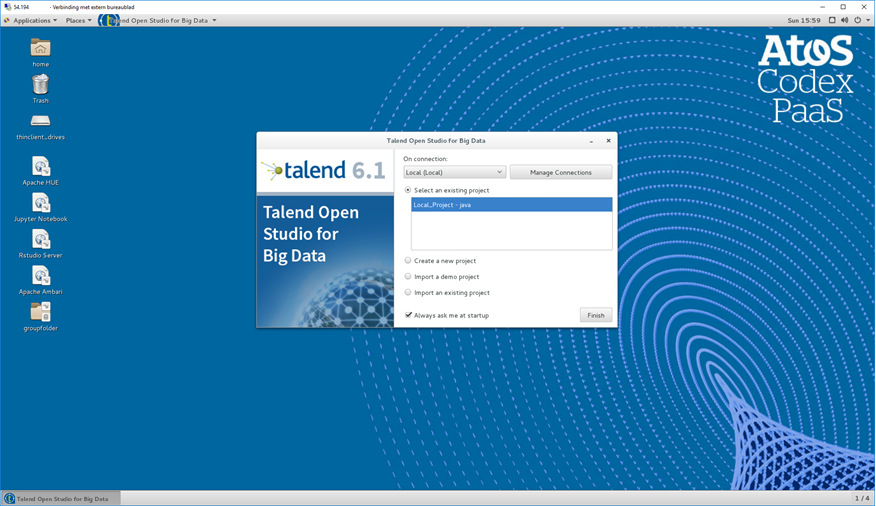 54.194 - Verbinding met extern bureaublad
Applications Places Talend Open Studio for Big Data Sun 15:59
home
Trash
thinclient_drives
Apache HUE
Jupyter Notebook
Rstudio Server
Apache Ambari
groupfolder
Atos
Codex
PaaS
Talend Open Studio for Big Data
talend 6.1
Talend Open
Studio for
Big Data
On connection:
Local (Local) Manage Connections
Select an existing project
Local_Project - java
Create a new project
Import a demo project
Import an existing project
Always ask me at startup Finish
Talend Open Studio for Big Data 1 / 4